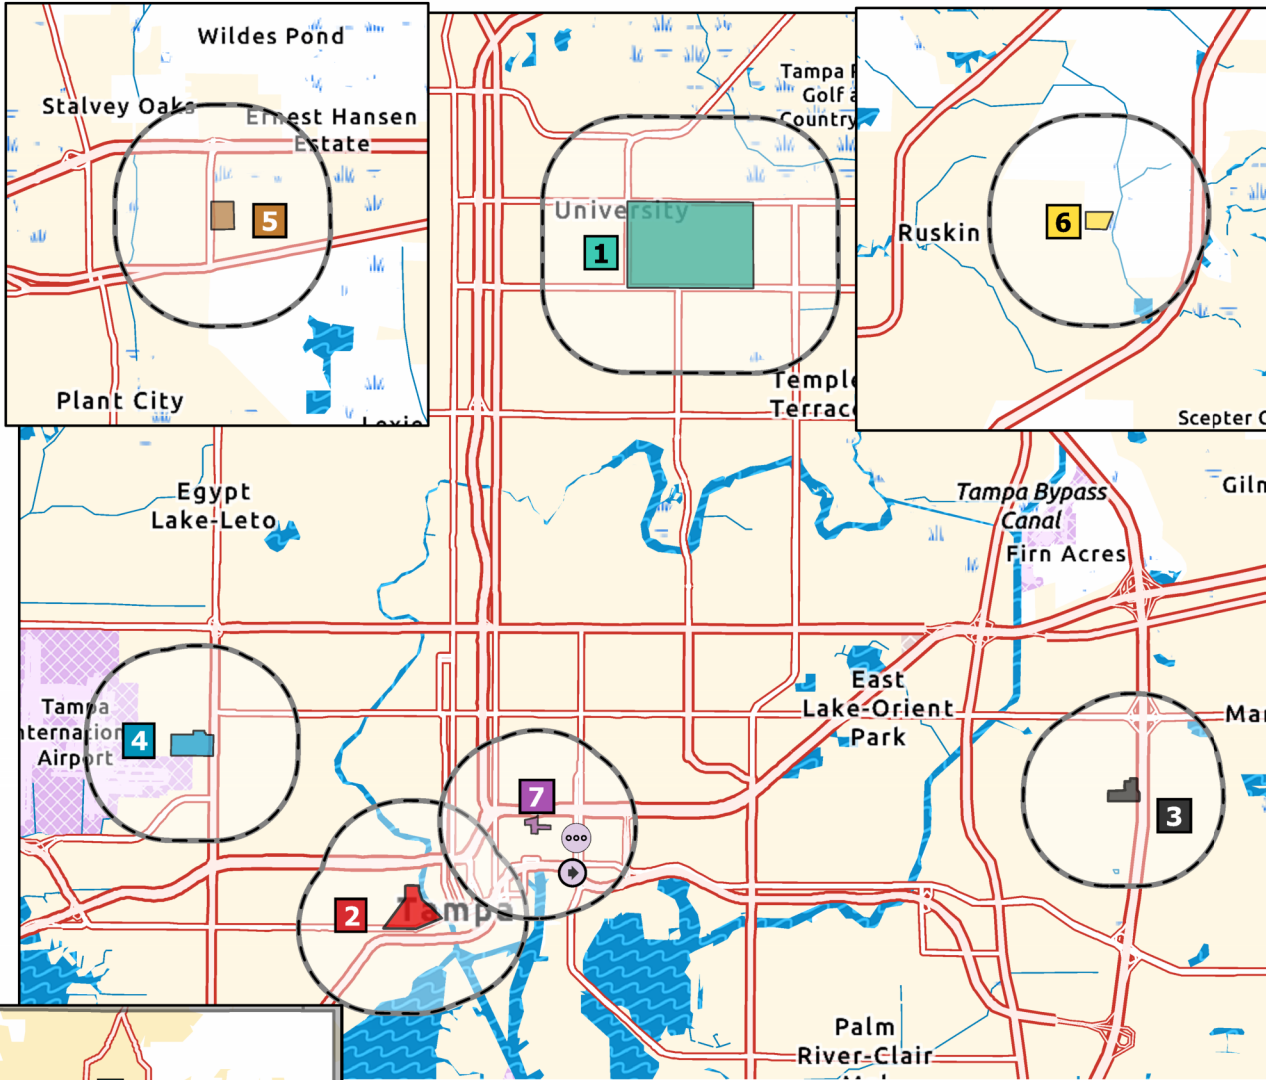 Wildes Pond
Stalvey Oaks
Ernest Hansen
Estate
5
Plant City
Tampa
Golf
Country
University
1
Temple
Terrace
6
Ruskin
Scepter
Egypt
Lake-Leto
Tampa Bypass
Canal
Firn Acres
Tampa
Airport
4
East
Lake-Orient
Park
3
7
2
Tampa
Palm
River-Clair